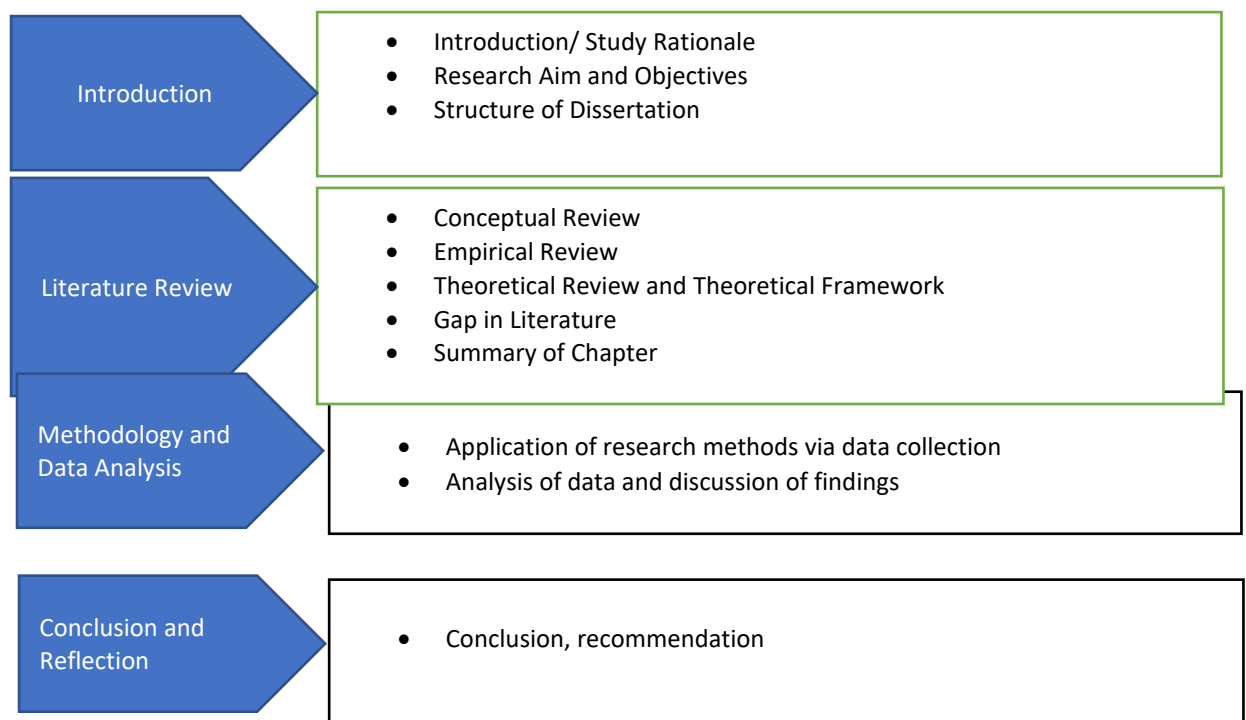 Introduction
• Introduction/ Study Rationale
• Research Aim and Objectives
• Structure of Dissertation
Literature Review
• Conceptual Review
• Empirical Review
• Theoretical Review and Theoretical Framework
• Gap in Literature
• Summary of Chapter
Methodology and
Data Analysis
• Application of research methods via data collection
• Analysis of data and discussion of findings
Conclusion and
Reflection
• Conclusion, recommendation